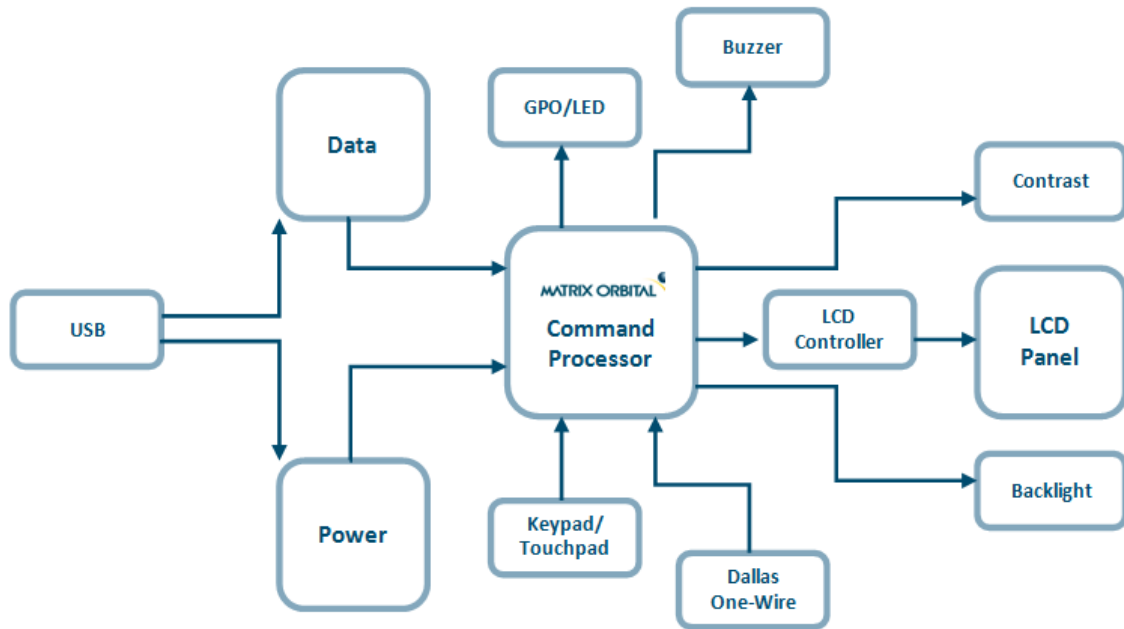 Buzzer
GPO/LED
Data
Contrast
MATRIX ORBITAL
Command
Processor
USB
LCD
Controller
LCD
Panel
Power
Keypad/
Touchpad
Backlight
Dallas
One-Wire